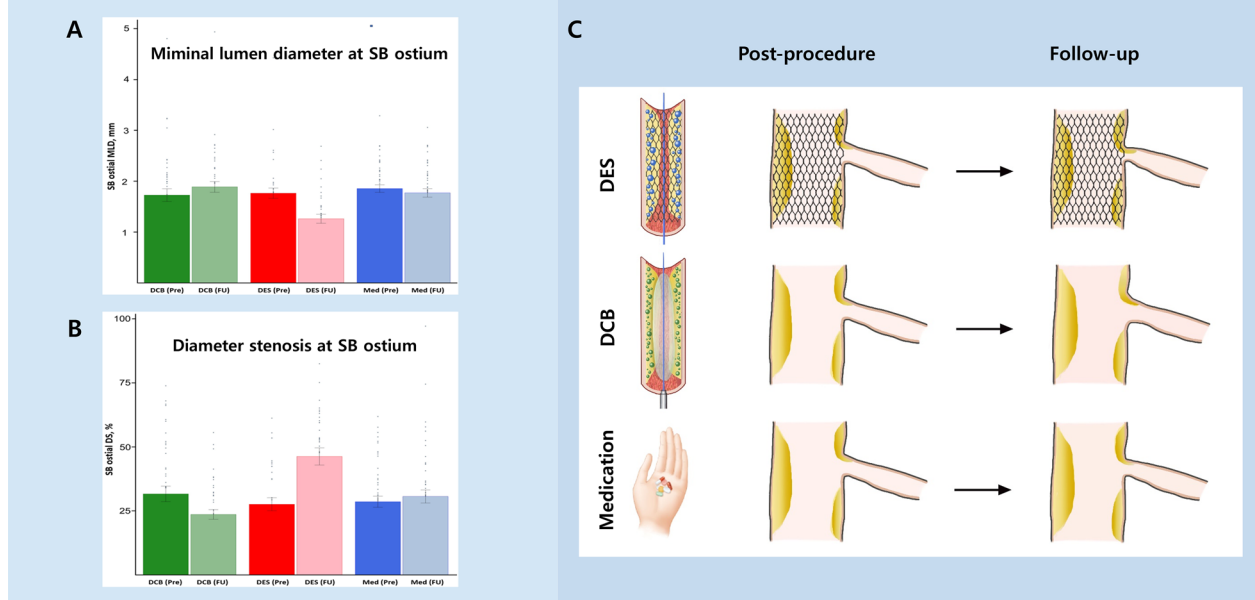 A
Miminal lumen diameter at SB ostium
SB ostial MLD, mm
5
4
3
2
1
DCB (Pre) DCB (FU) DES (Pre) DES (FU) Med (Pre) Med (FU)
B
Diameter stenosis at SB ostium
SB ostial DS, %
100
75
50
25
DCB (Pre) DCB (FU) DES (Pre) DES (FU) Med (Pre) Med (FU)
C
Post-procedure Follow-up
DES
DCB
Medication